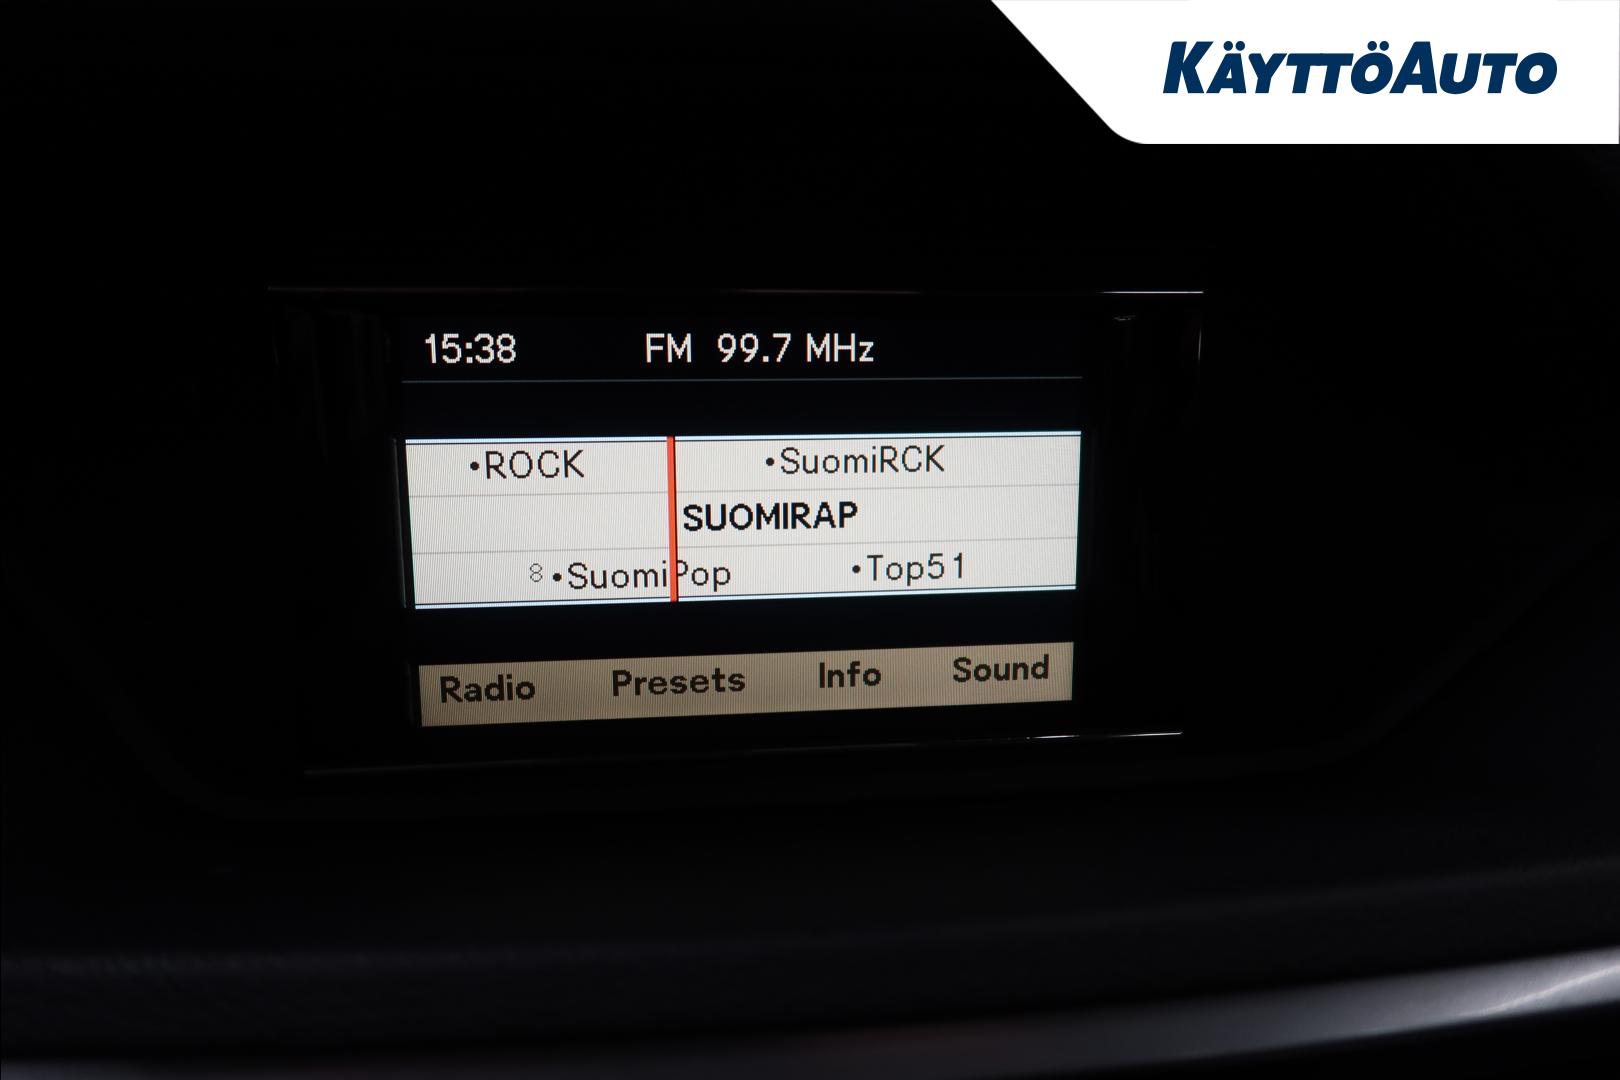 KÄYTTÖAUTO
15:38 FM 99.7 MHz
•ROCK •SuomiRCK
SUOMIRAP
8 •SuomiPop •Top51
Radio Presets Info Sound